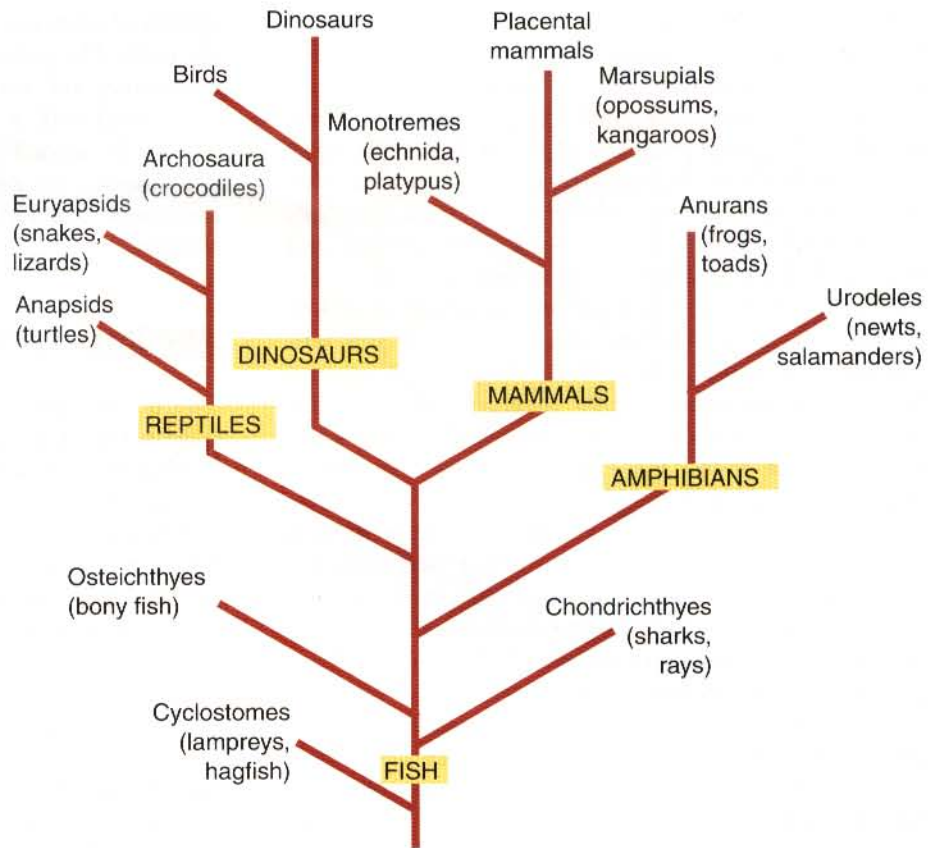 Dinosaurs
Placental
mammals
Birds
Marsupials
(opossums,
kangaroos)
Monotremes
(echnida,
platypus)
Archosaura
(crocodiles)
Euryapsids
(snakes,
lizards)
Anurans
(frogs,
toads)
Anapsids
(turtles)
Urodeles
(newts,
salamanders)
DINOSAURS
MAMMALS
REPTILES
AMPHIBIANS
Osteichthyes
(bony fish)
Chondrichthyes
(sharks,
rays)
Cyclostomes
(lampreys,
hagfish)
FISH